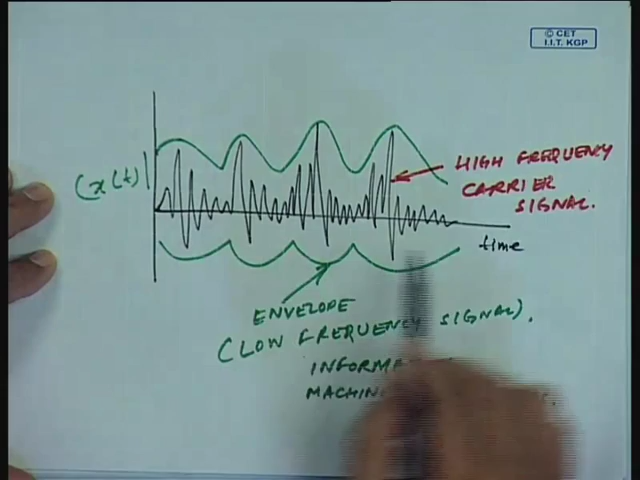 © CET
I.I.T. KGP
(x(t)|
HIGH FREQUENCY
CARRIER
SIGNAL.
time
ENVELOPE
(LOW FREQUENCY SIGNAL).